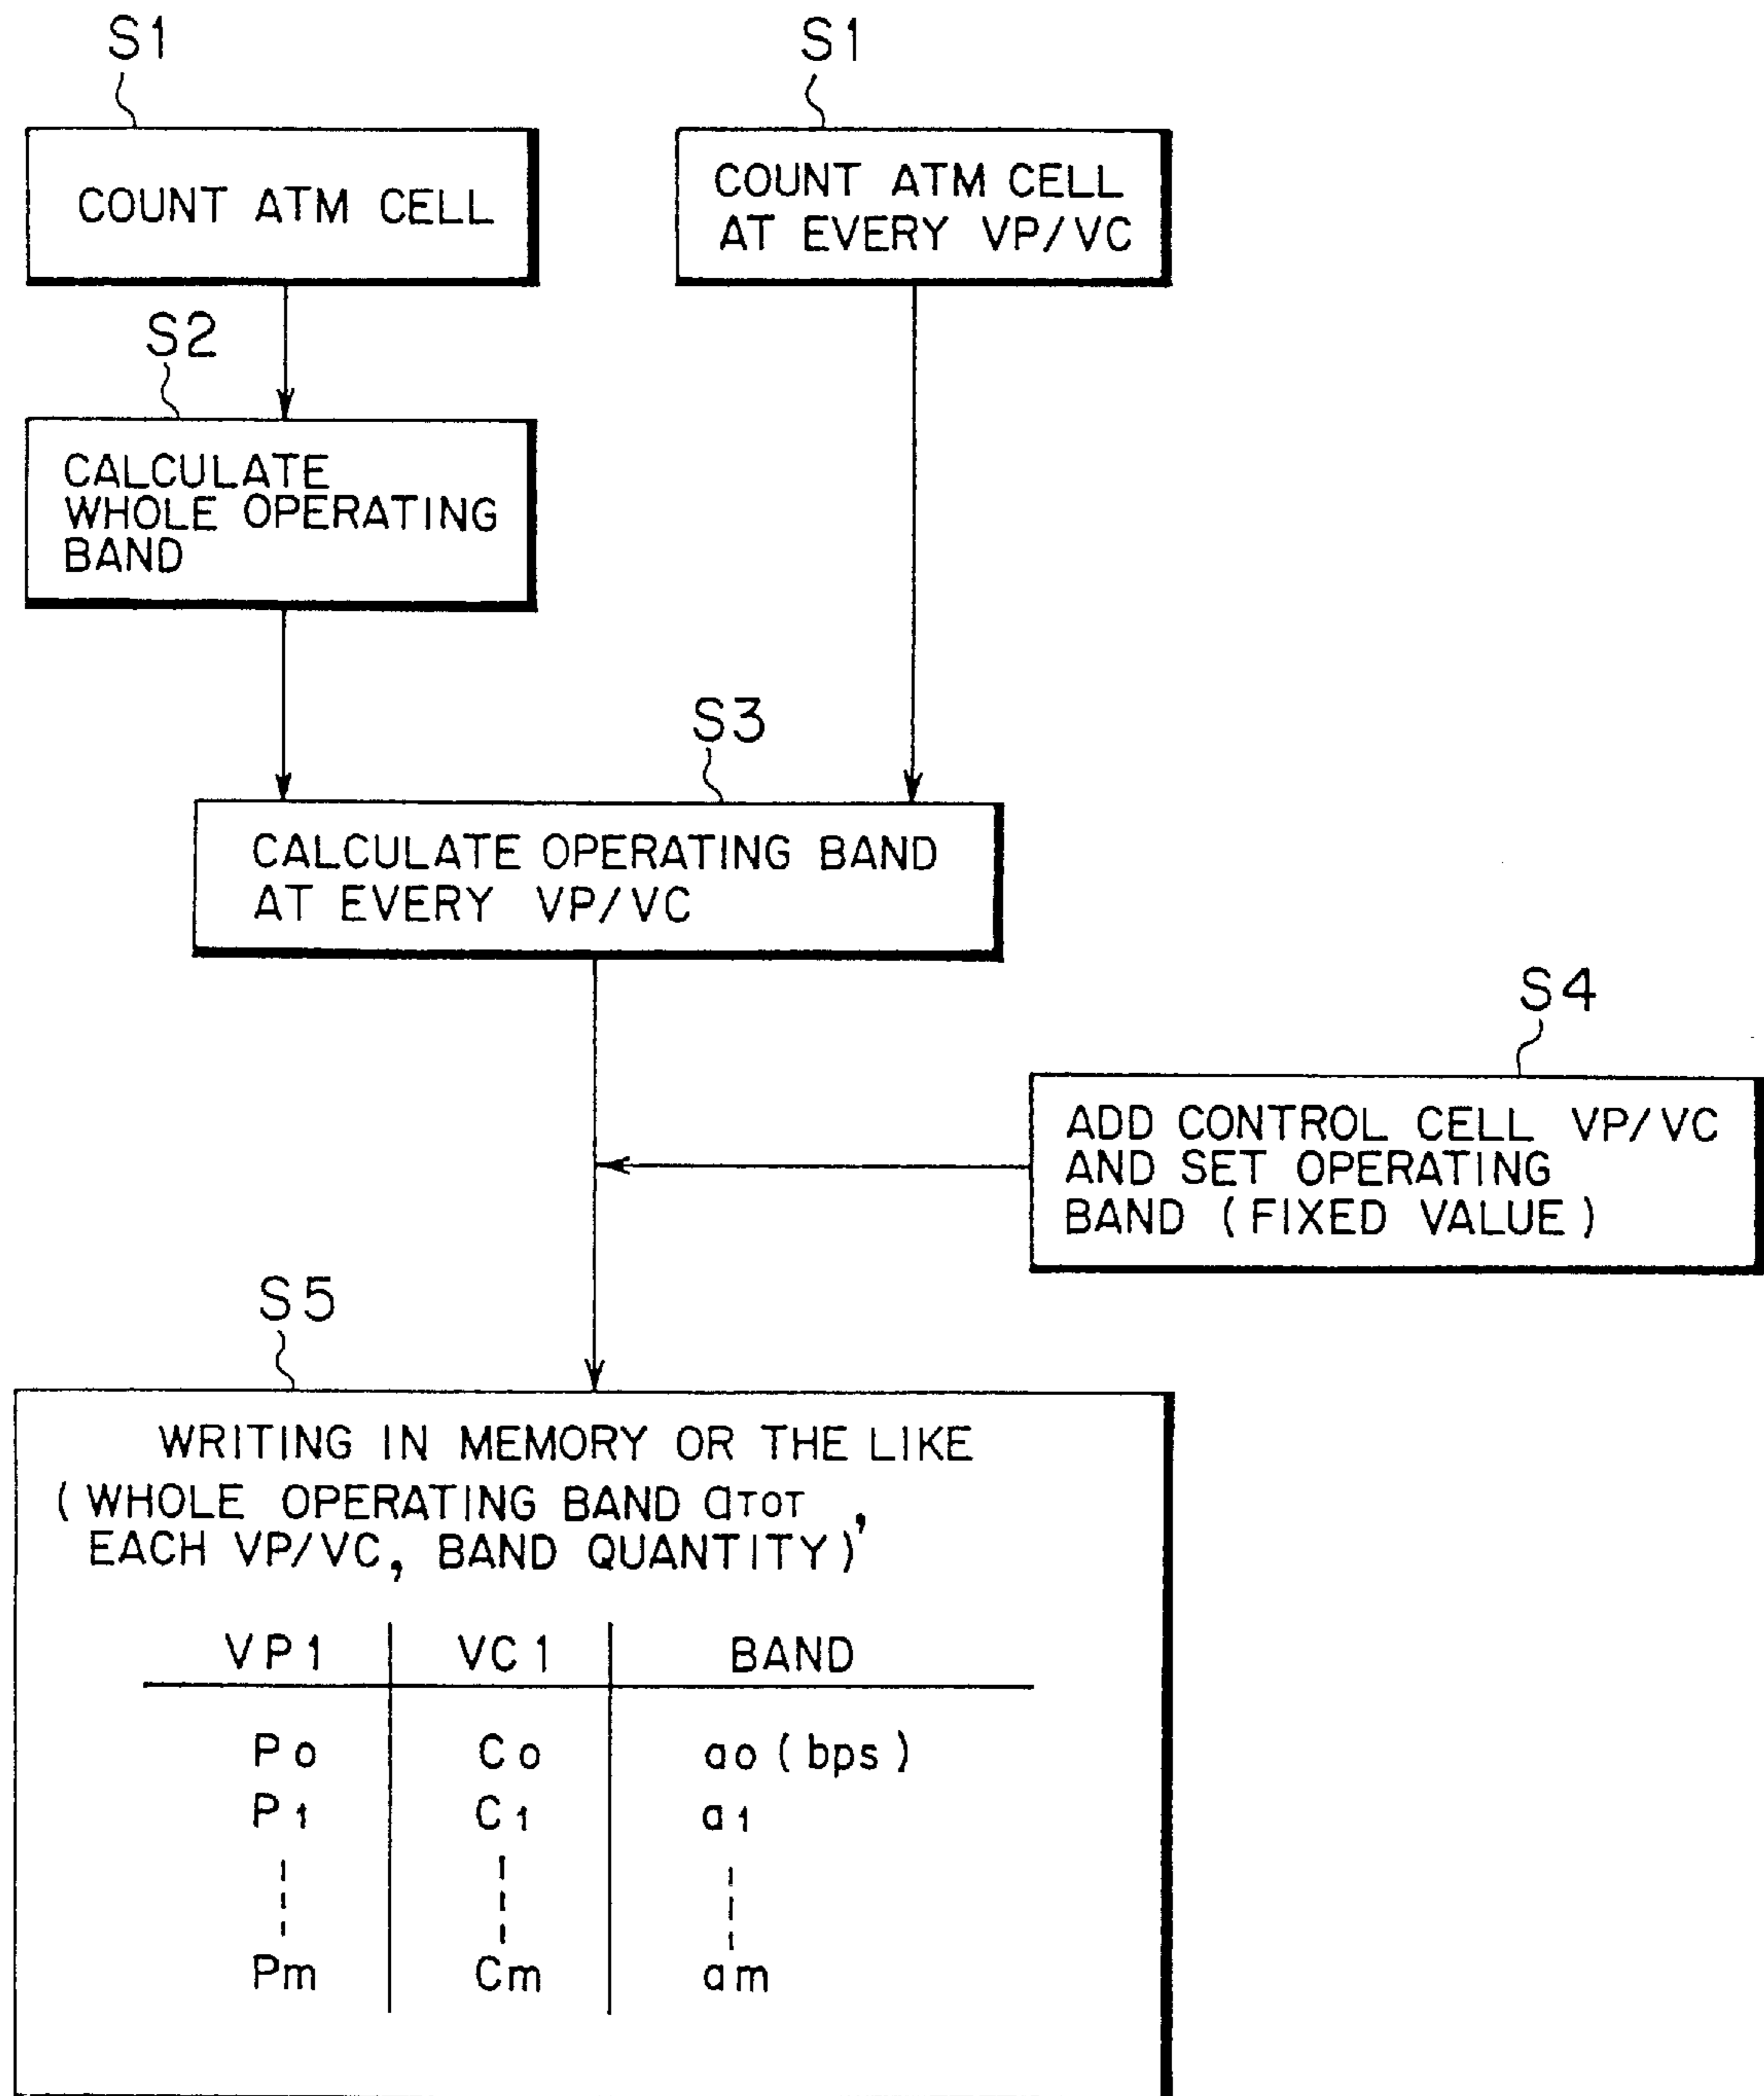 S1
S1
COUNT ATM CELL
COUNT ATM CELL
AT EVERY VP/VC
S2
CALCULATE
WHOLE OPERATING
BAND
S3
CALCULATE OPERATING BAND
AT EVERY VP/VC
S4
ADD CONTROL CELL VP/VC
AND SET OPERATING
BAND (FIXED VALUE)
S5
WRITING IN MEMORY OR THE LIKE
(WHOLE OPERATING BAND aTOT,
EACH VP/VC, BAND QUANTITY)'
VP1 VC1 BAND
Po Co ao (bps)
P1 C1 a1
Pm Cm am